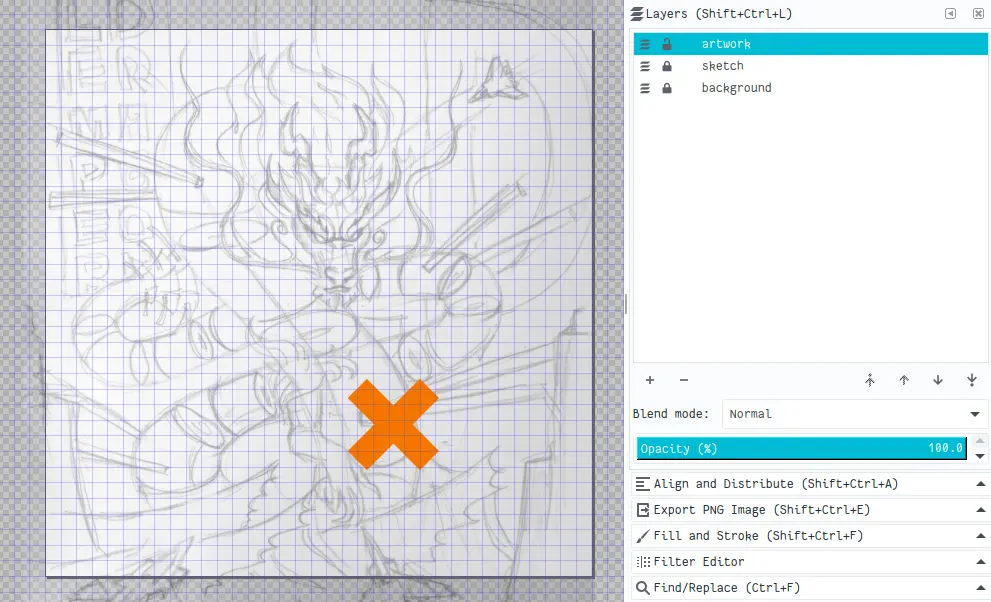 Layers (Shift+Ctrl+L)
artwork
sketch
background
Blend mode: Normal
Opacity (%) 100.0
Align and Distribute (Shift+Ctrl+A)
Export PNG Image (Shift+Ctrl+E)
Fill and Stroke (Shift+Ctrl+F)
Filter Editor
Find/Replace (Ctrl+F)